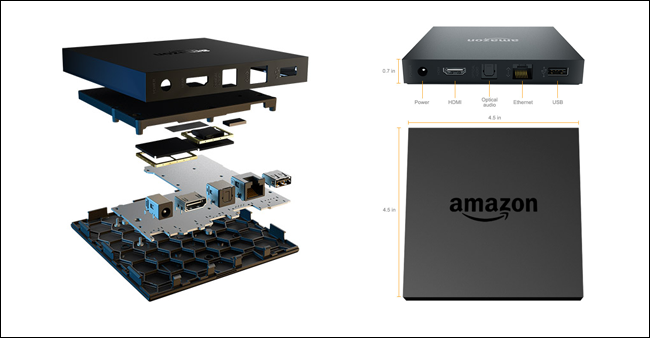 amazon
0.7 in
Power
HDMI
Optical
audio
Ethernet
USB
4.5 in
4.5 in
amazon